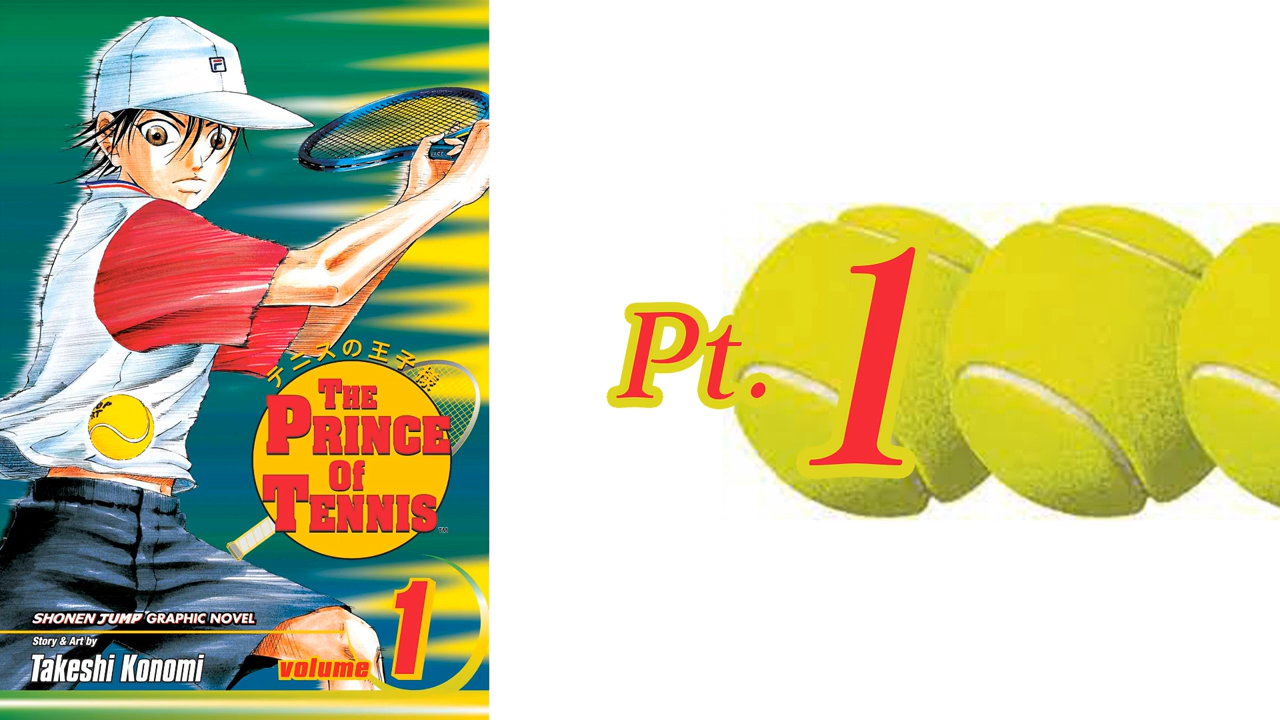 テニスの王子様
THE
PRINCE
OF
TENNIS™
SHONEN JUMP GRAPHIC NOVEL
Story & Art by
Takeshi Konomi
volume 1
Pt. 1